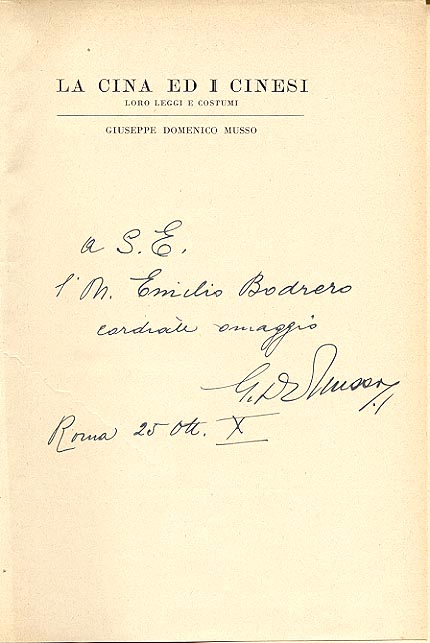 LA CINA ED I CINESI
LORO LEGGI E COSTUMI
GIUSEPPE DOMENICO MUSSO
a S. E.
l'On. Emilio Bodrero
cordiale omaggio
G. D. Musso
Roma 25 Ott. X